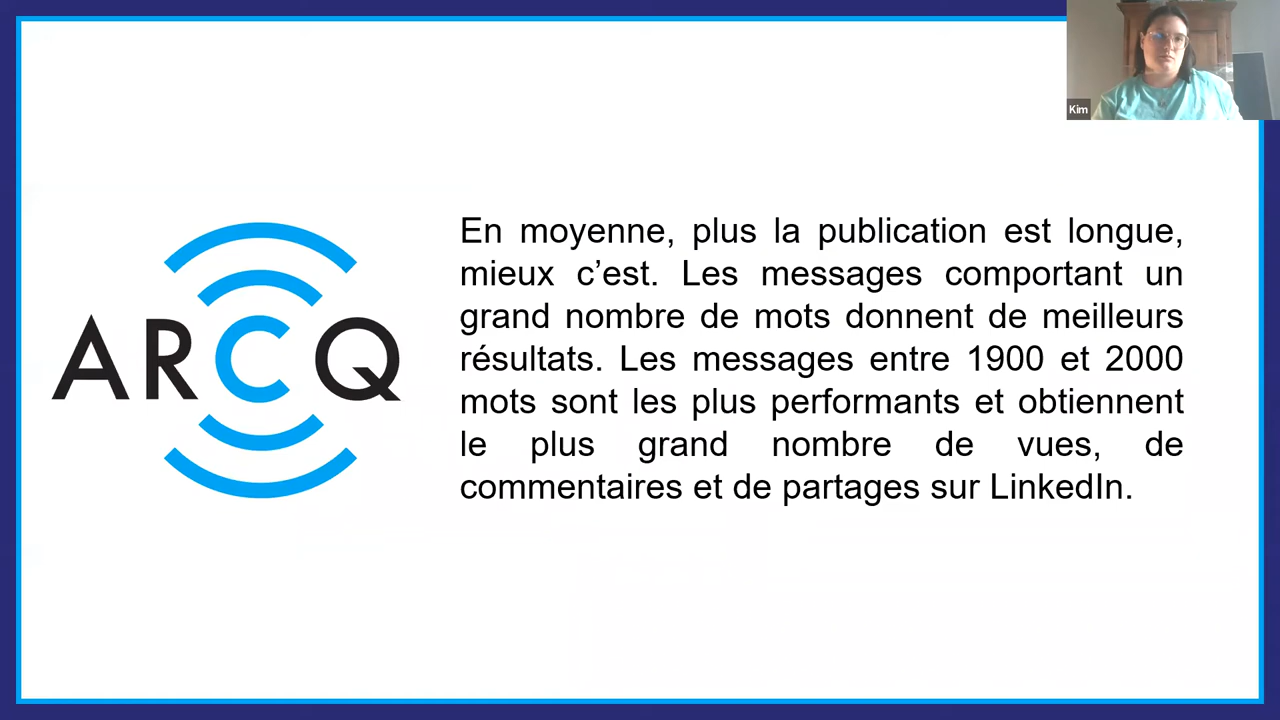 Kim
ARCQ
En moyenne, plus la publication est longue,
mieux c’est. Les messages comportant un
grand nombre de mots donnent de meilleurs
résultats. Les messages entre 1900 et 2000
mots sont les plus performants et obtiennent
le plus grand nombre de vues, de
commentaires et de partages sur LinkedIn.